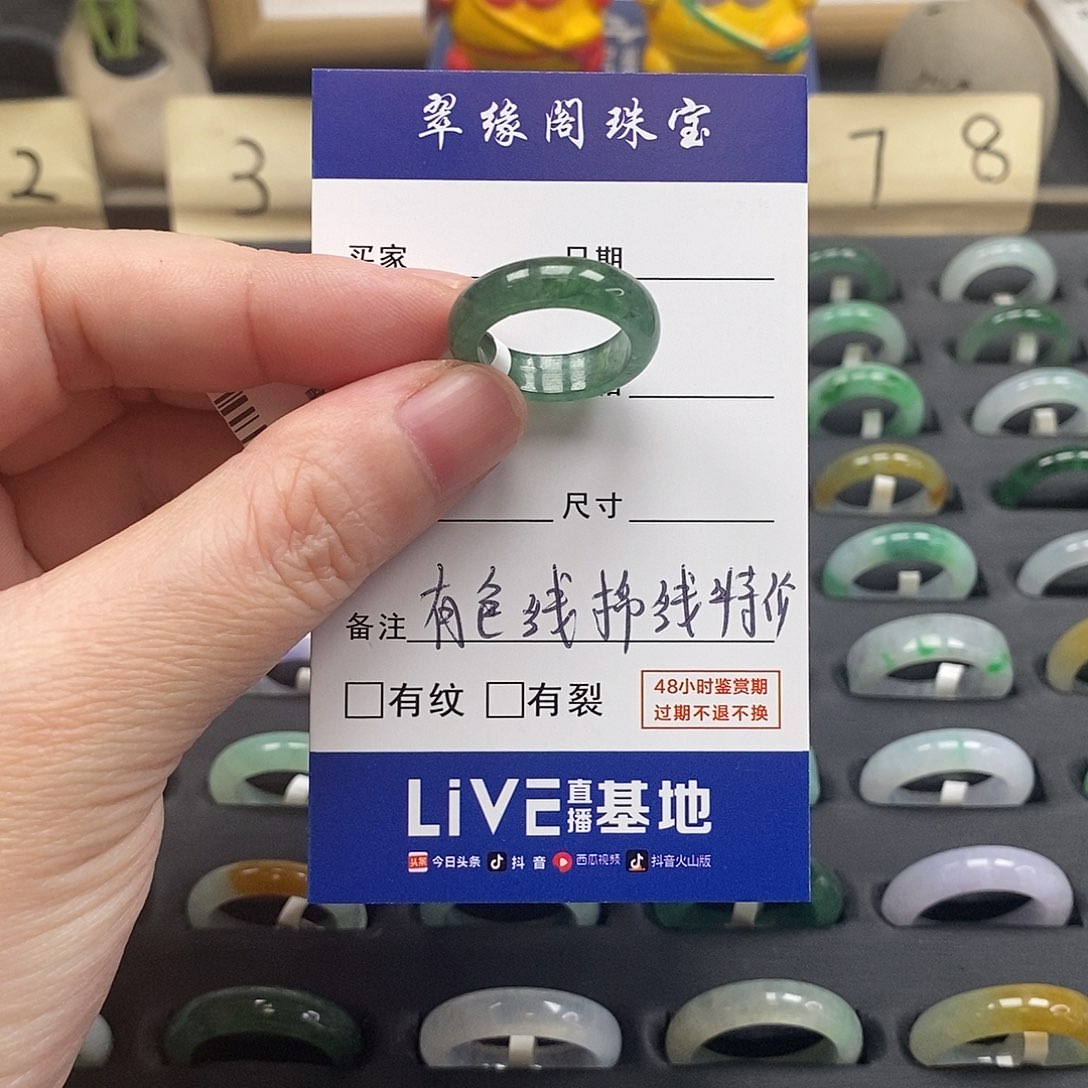 翠缘阁珠宝
2
3
7 8
买家 日期
尺寸
备注 有色线棉线特价
□有纹 □有裂
48小时鉴赏期
过期不退不换
LiVE直播基地
头条 今日头条 抖音 西瓜视频 抖音火山版